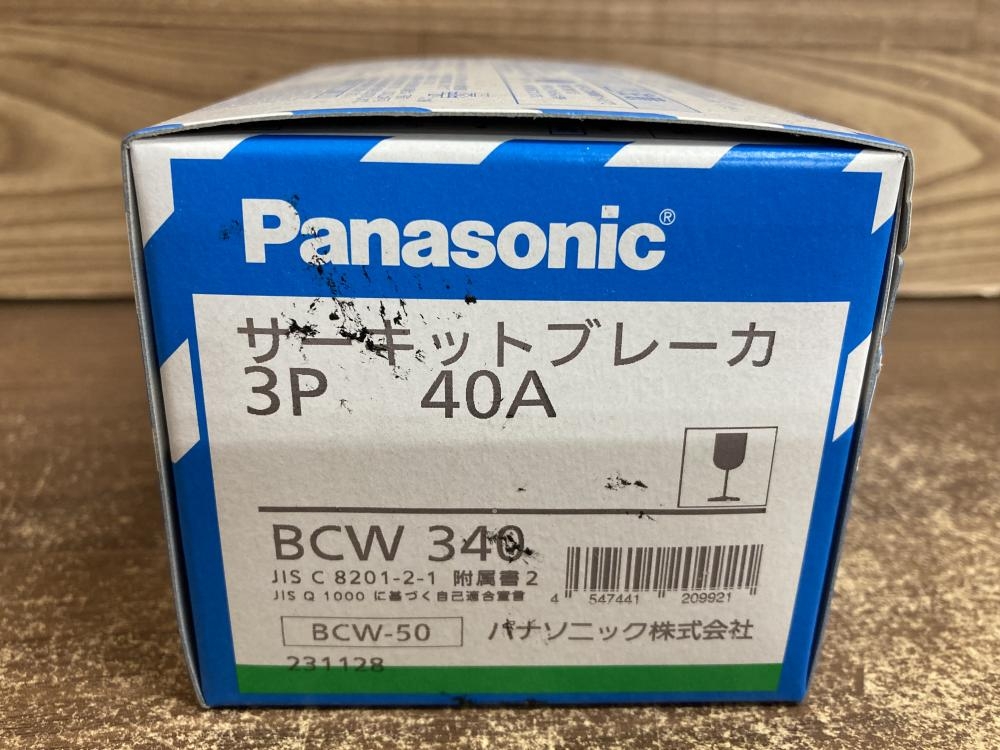 Panasonic®
サーキットブレーカ
3P 40A
BCW 340
JIS C 8201-2-1 附属書2
JIS Q 1000 に基づく自己適合宣言
4 547441 209921
BCW-50 パナソニック株式会社
231128